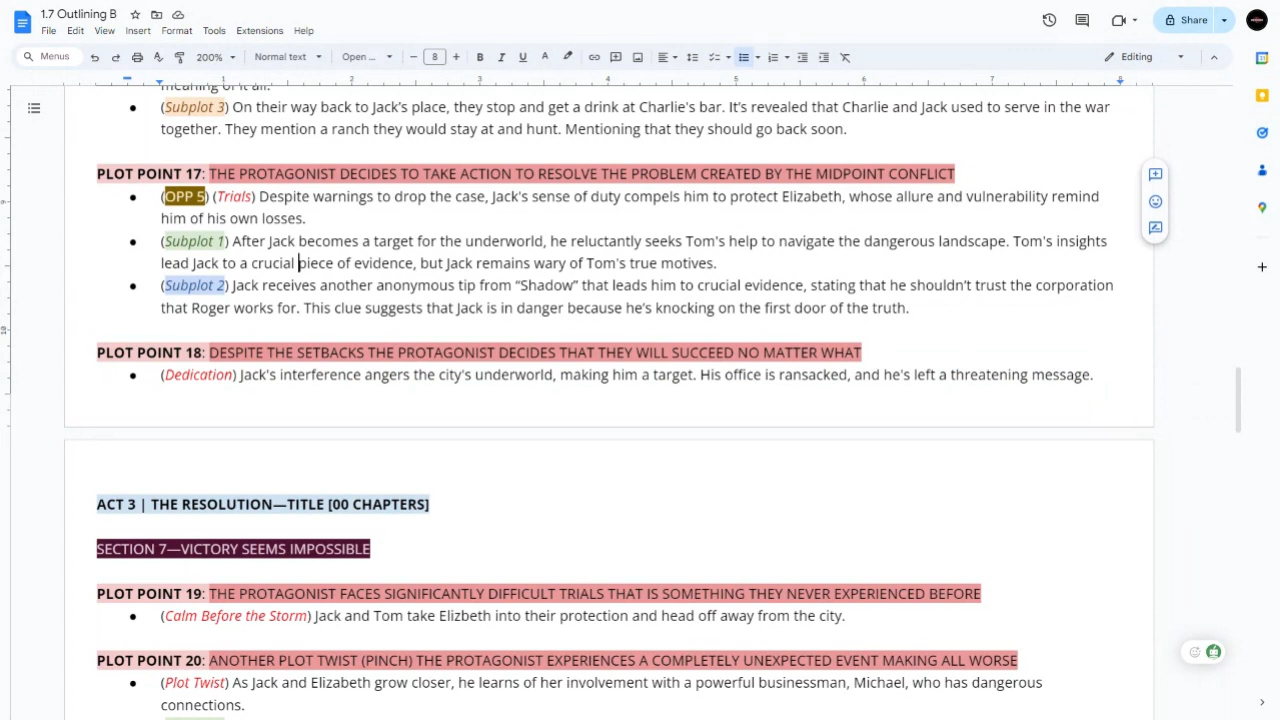 1.7 Outlining B
File Edit View Insert Format Tools Extensions Help
Share
Menus 200% Normal text Open ... 8 B I U A Editing
1 2 3 4 5 6 7 8
meaning of it all.
(Subplot 3) On their way back to Jack's place, they stop and get a drink at Charlie's bar. It's revealed that Charlie and Jack used to serve in the war
together. They mention a ranch they would stay at and hunt. Mentioning that they should go back soon.
PLOT POINT 17: THE PROTAGONIST DECIDES TO TAKE ACTION TO RESOLVE THE PROBLEM CREATED BY THE MIDPOINT CONFLICT
(OPP 5) (Trials) Despite warnings to drop the case, Jack's sense of duty compels him to protect Elizabeth, whose allure and vulnerability remind
him of his own losses.
(Subplot 1) After Jack becomes a target for the underworld, he reluctantly seeks Tom's help to navigate the dangerous landscape. Tom's insights
lead Jack to a crucial piece of evidence, but Jack remains wary of Tom's true motives.
(Subplot 2) Jack receives another anonymous tip from “Shadow” that leads him to crucial evidence, stating that he shouldn’t trust the corporation
that Roger works for. This clue suggests that Jack is in danger because he’s knocking on the first door of the truth.
PLOT POINT 18: DESPITE THE SETBACKS THE PROTAGONIST DECIDES THAT THEY WILL SUCCEED NO MATTER WHAT
(Dedication) Jack's interference angers the city's underworld, making him a target. His office is ransacked, and he's left a threatening message.
ACT 3 | THE RESOLUTION—TITLE [00 CHAPTERS]
SECTION 7—VICTORY SEEMS IMPOSSIBLE
PLOT POINT 19: THE PROTAGONIST FACES SIGNIFICANTLY DIFFICULT TRIALS THAT IS SOMETHING THEY NEVER EXPERIENCED BEFORE
(Calm Before the Storm) Jack and Tom take Elizbeth into their protection and head off away from the city.
PLOT POINT 20: ANOTHER PLOT TWIST (PINCH) THE PROTAGONIST EXPERIENCES A COMPLETELY UNEXPECTED EVENT MAKING ALL WORSE
(Plot Twist) As Jack and Elizabeth grow closer, he learns of her involvement with a powerful businessman, Michael, who has dangerous
connections.